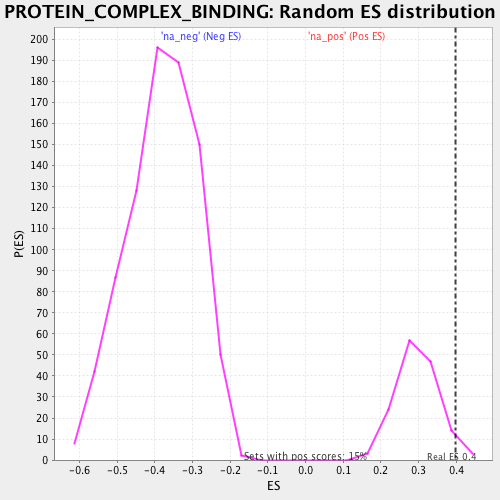 PROTEIN_COMPLEX_BINDING: Random ES distribution
'na_neg' (Neg ES)
'na_pos' (Pos ES)
200
190
180
170
160
150
140
130
120
110
100
90
80
70
60
50
40
30
20
10
0
P(ES)
Sets with pos scores: 15%
Real ES 0.4
-0.6 -0.5 -0.4 -0.3 -0.2 -0.1 0.0 0.1 0.2 0.3 0.4
ES